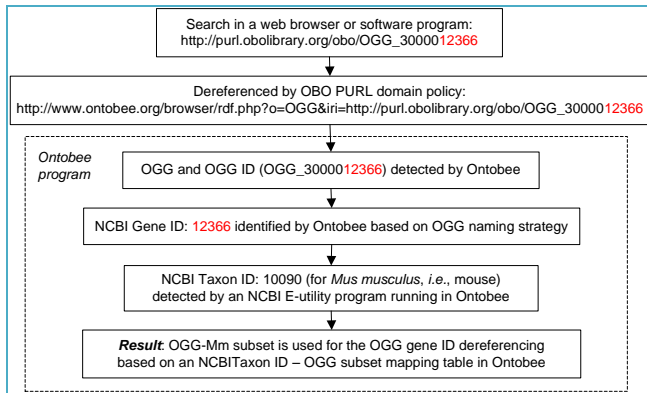 Search in a web browser or software program:
http://purl.obolibrary.org/obo/OGG_3000012366
Dereferenced by OBO PURL domain policy:
http://www.ontobee.org/browser/rdf.php?o=OGG&iri=http://purl.obolibrary.org/obo/OGG_3000012366
Ontobee
program
OGG and OGG ID (OGG_3000012366) detected by Ontobee
NCBI Gene ID: 12366 identified by Ontobee based on OGG naming strategy
NCBI Taxon ID: 10090 (for Mus musculus, i.e., mouse)
detected by an NCBI E-utility program running in Ontobee
Result: OGG-Mm subset is used for the OGG gene ID dereferencing
based on an NCBITaxon ID – OGG subset mapping table in Ontobee